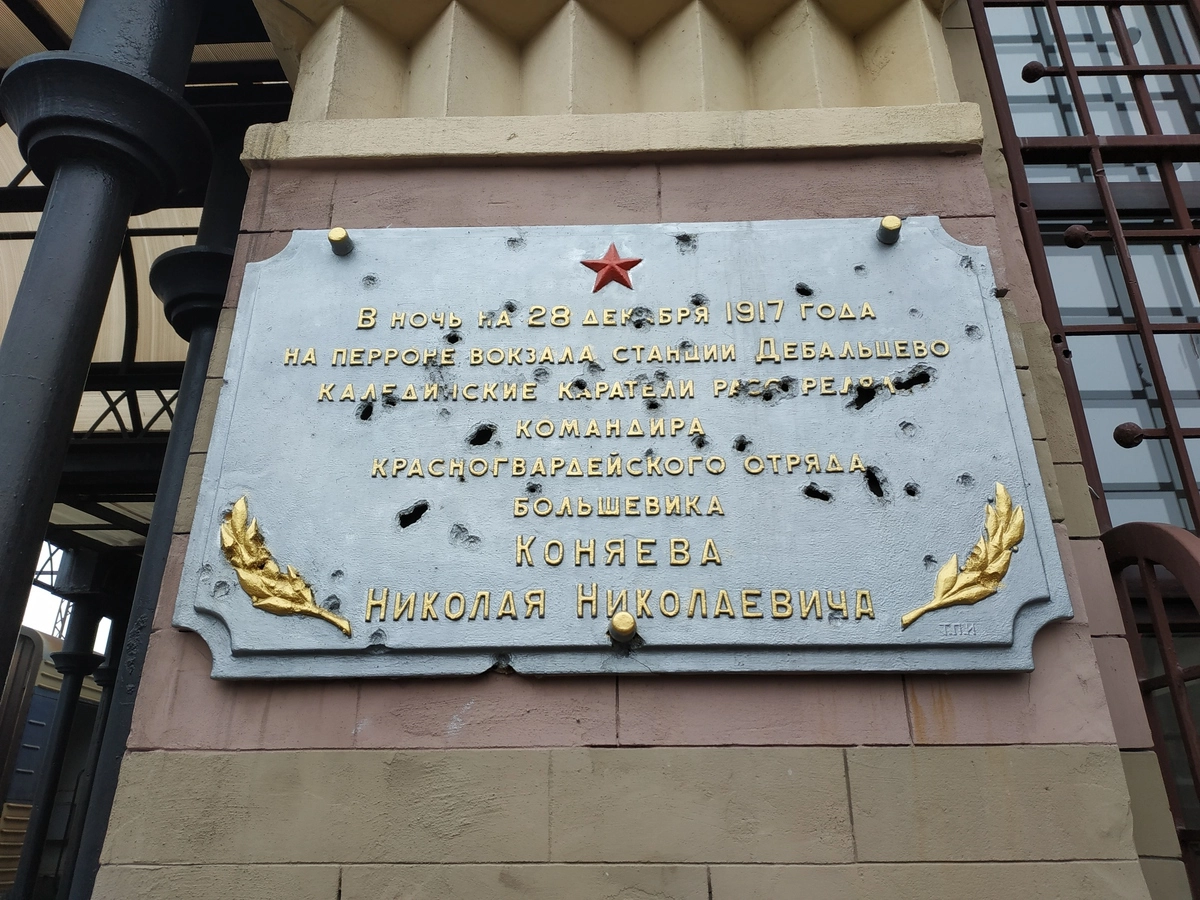 В ночь на 28 декабря 1917 года
на перроне вокзала станции Дебальцево
калединские каратели расстреляли
командира
красногвардейского отряда
большевика
Коняева
Николая Николаевича
Т.П.И